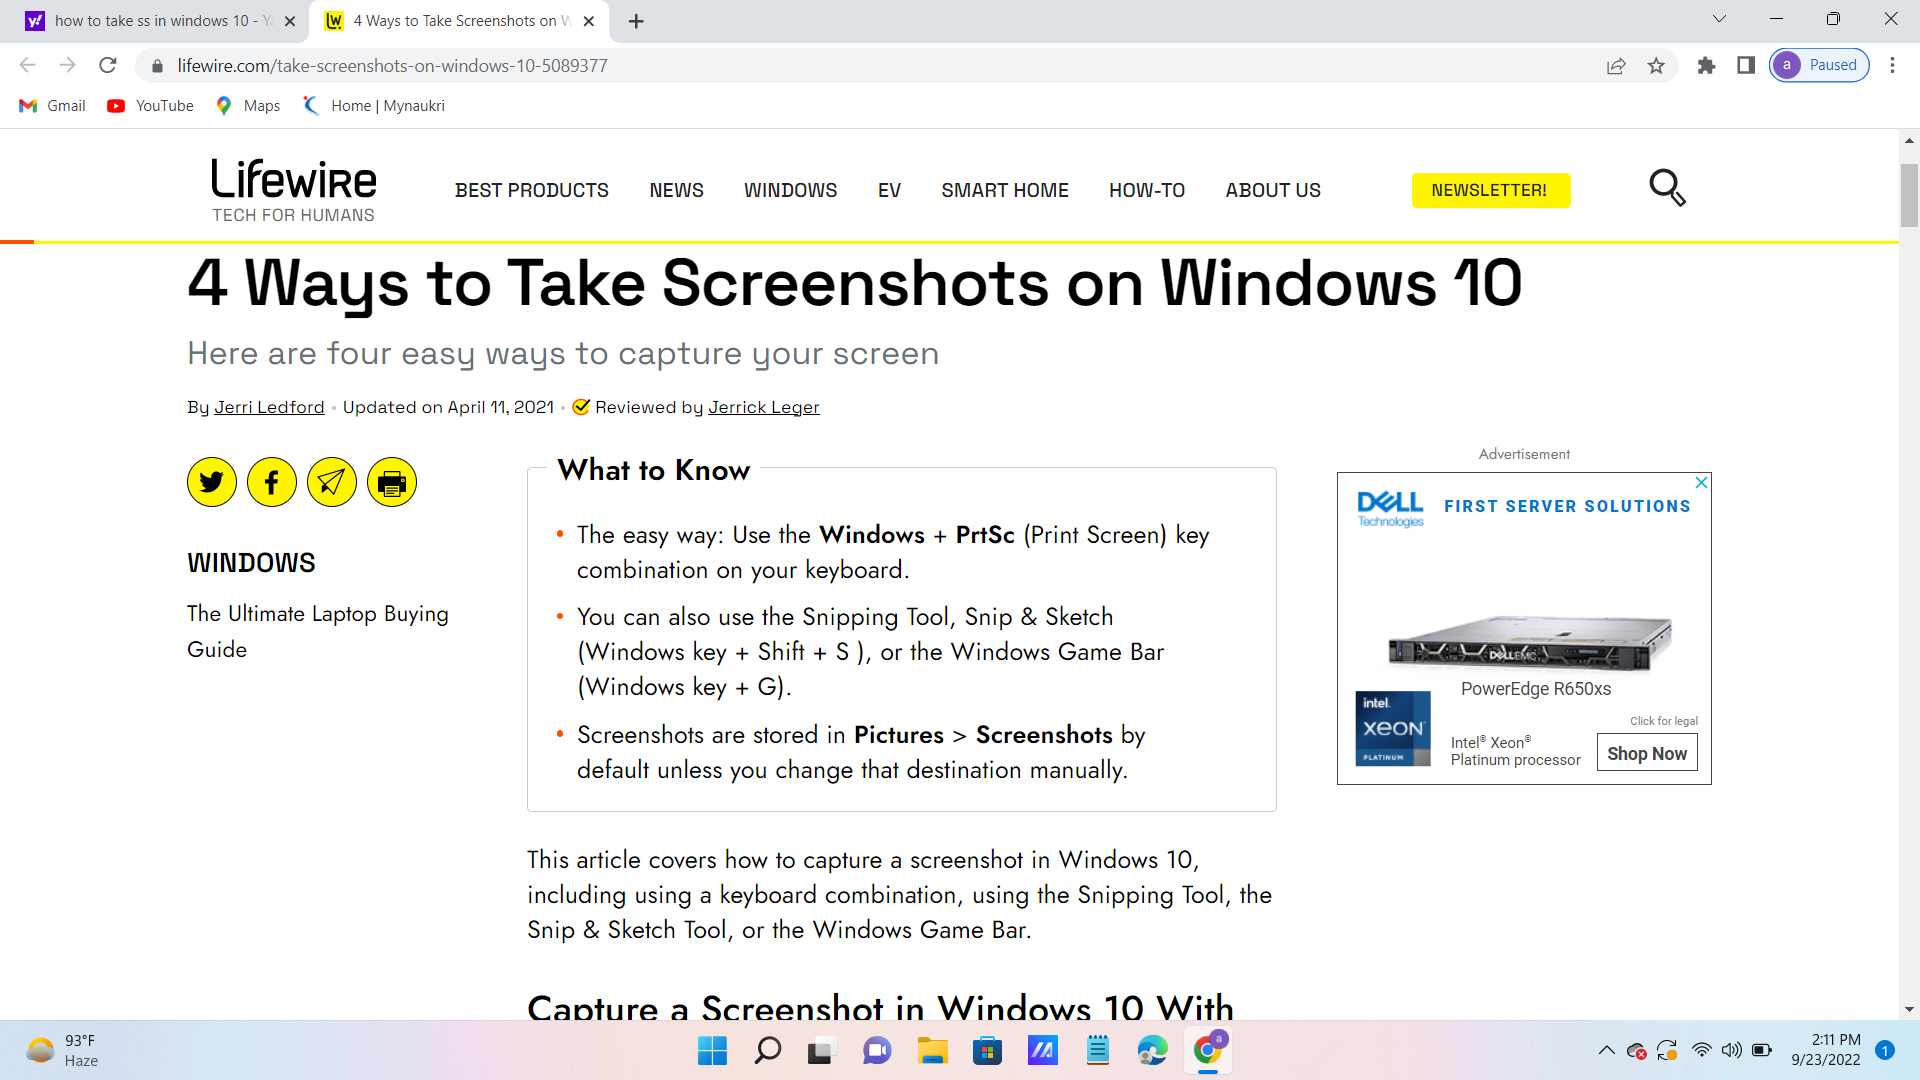 how to take ss in windows 10 - Ya
4 Ways to Take Screenshots on W
lifewire.com/take-screenshots-on-windows-10-5089377
a Paused
Gmail YouTube Maps Home | Mynaukri
Lifewire
TECH FOR HUMANS
BEST PRODUCTS NEWS WINDOWS EV SMART HOME HOW-TO ABOUT US NEWSLETTER!
4 Ways to Take Screenshots on Windows 10
Here are four easy ways to capture your screen
By Jerri Ledford • Updated on April 11, 2021 • Reviewed by Jerrick Leger
WINDOWS
The Ultimate Laptop Buying
Guide
What to Know
• The easy way: Use the Windows + PrtSc (Print Screen) key
combination on your keyboard.
• You can also use the Snipping Tool, Snip & Sketch
(Windows key + Shift + S ), or the Windows Game Bar
(Windows key + G).
• Screenshots are stored in Pictures > Screenshots by
default unless you change that destination manually.
This article covers how to capture a screenshot in Windows 10,
including using a keyboard combination, using the Snipping Tool, the
Snip & Sketch Tool, or the Windows Game Bar.
Capture a Screenshot in Windows 10 With
Advertisement
DELL
Technologies
FIRST SERVER SOLUTIONS
DELLEMC
PowerEdge R650xs
intel.
XEON
PLATINUM
Click for legal
Intel® Xeon®
Platinum processor
Shop Now
93°F
Haze
a
2:11 PM
9/23/2022
1